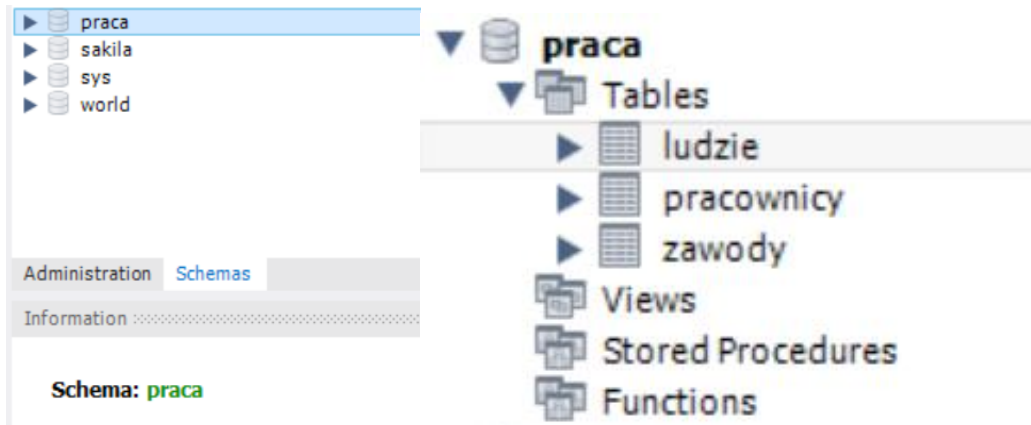 praca
sakila
sys
world
Administration Schemas
Information
Schema: praca
praca
Tables
ludzie
pracownicy
zawody
Views
Stored Procedures
Functions